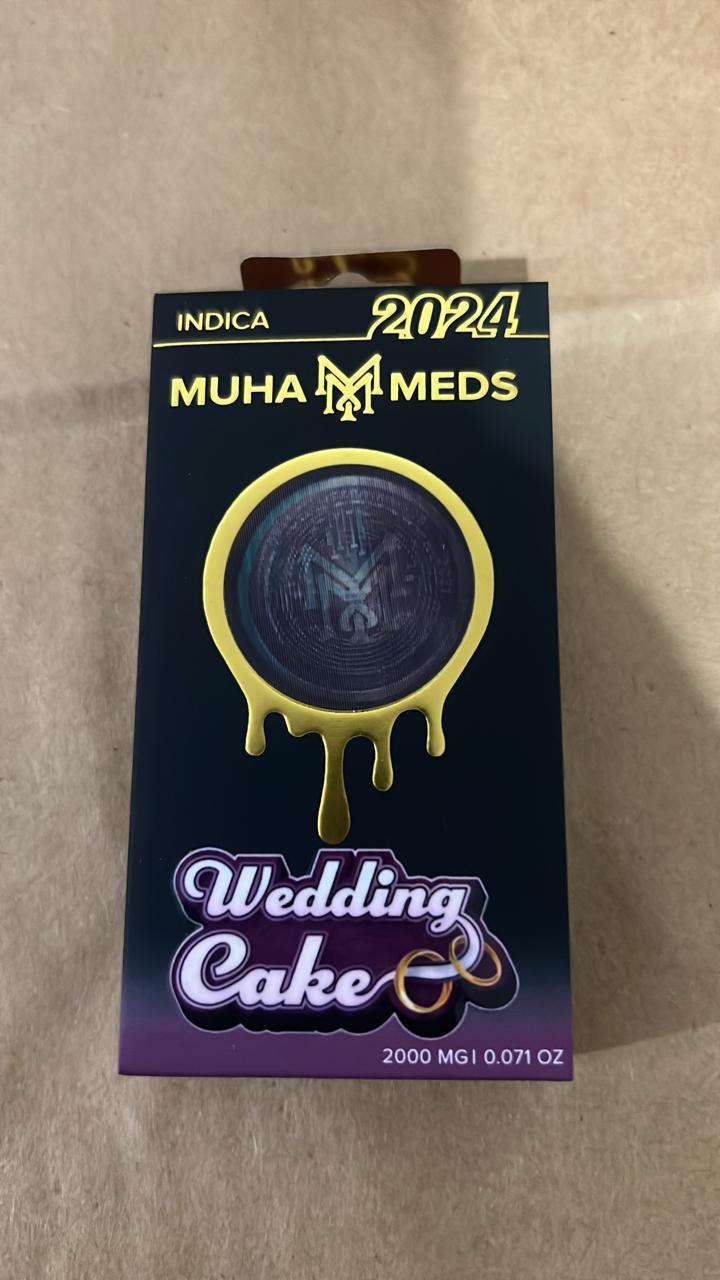 INDICA
2024
MUHA MEDS
Wedding
Cake
2000 MG| 0.071 OZ